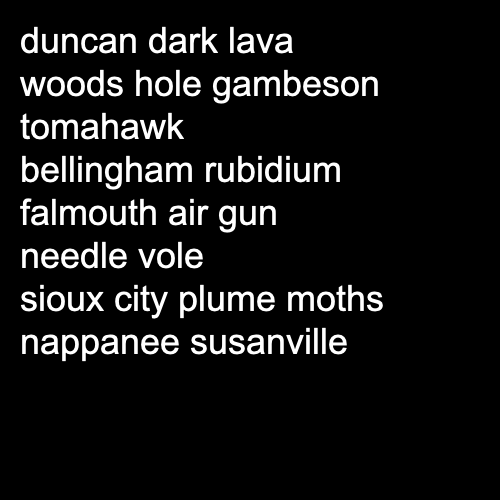 duncan dark lava
woods hole gambeson
tomahawk
bellingham rubidium
falmouth air gun
needle vole
sioux city plume moths
nappanee susanville